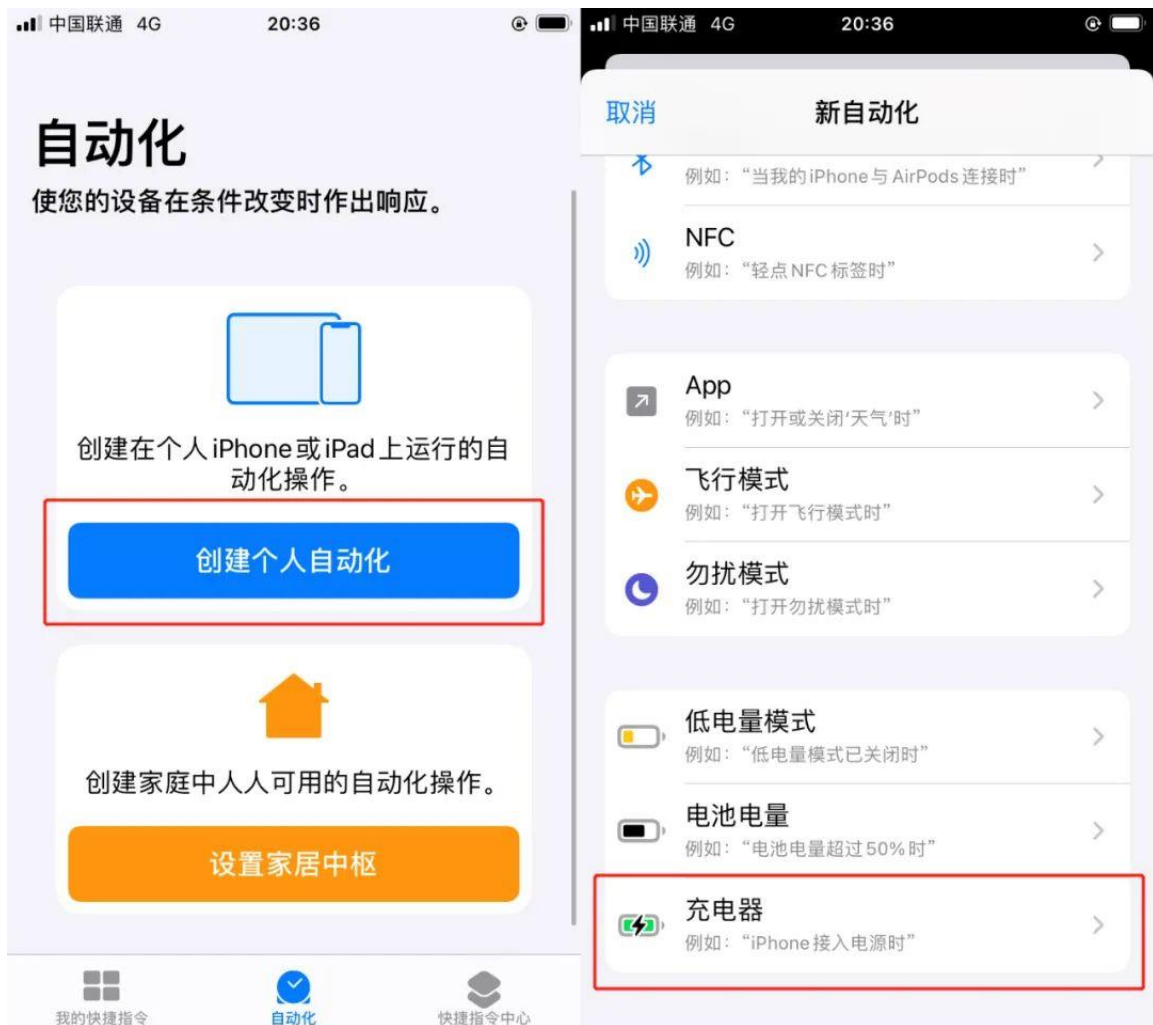 中国联通 4G 20:36
自动化
使您的设备在条件改变时作出响应。
创建在个人iPhone或iPad上运行的自
动化操作。
创建个人自动化
创建家庭中人人可用的自动化操作。
设置家居中枢
我的快捷指令 自动化 快捷指令中心
中国联通 4G 20:36
取消 新自动化
例如：“当我的iPhone与AirPods连接时”
NFC
例如：“轻点NFC标签时”
App
例如：“打开或关闭‘天气’时”
飞行模式
例如：“打开飞行模式时”
勿扰模式
例如：“打开勿扰模式时”
低电量模式
例如：“低电量模式已关闭时”
电池电量
例如：“电池电量超过50%时”
充电器
例如：“iPhone接入电源时”